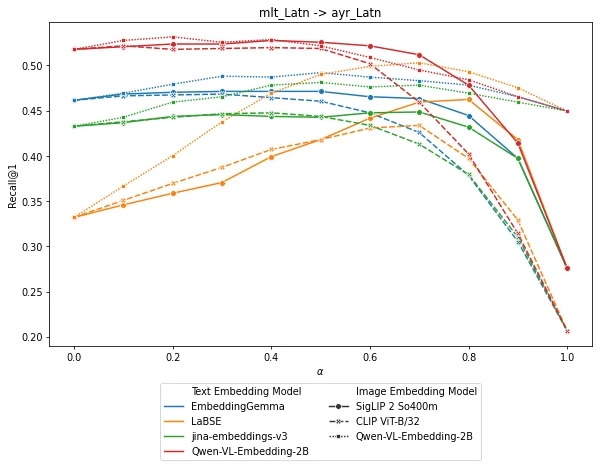 mlt_Latn -> ayr_Latn
Recall@1
0.50
0.45
0.40
0.35
0.30
0.25
0.20
0.0 0.2 0.4 0.6 0.8 1.0
α
Text Embedding Model Image Embedding Model
EmbeddingGemma SigLIP 2 So400m
LaBSE CLIP ViT-B/32
jina-embeddings-v3 Qwen-VL-Embedding-2B
Qwen-VL-Embedding-2B